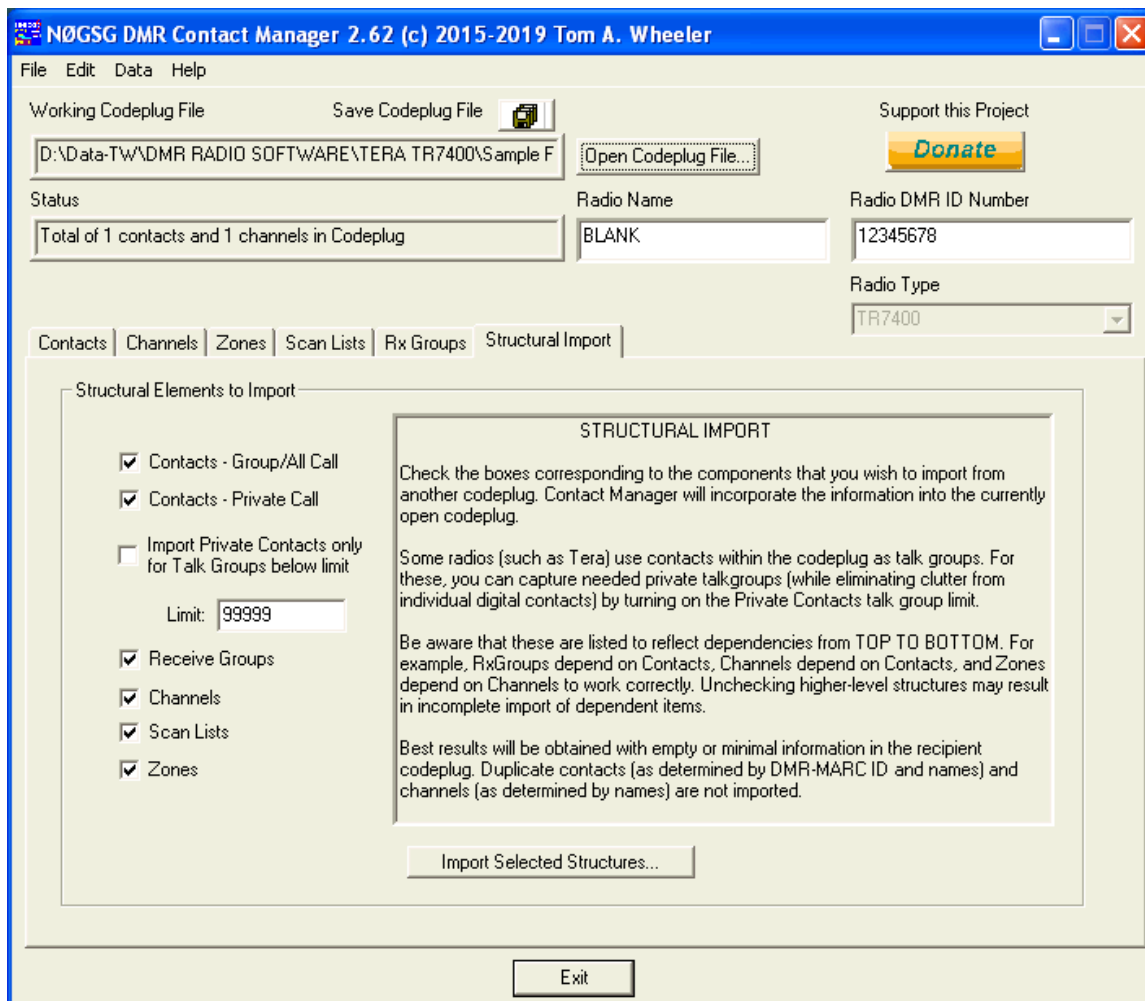 NØGSG DMR Contact Manager 2.62 (c) 2015-2019 Tom A. Wheeler
File Edit Data Help
Working Codeplug File Save Codeplug File Support this Project
D:\Data-TW\DMR RADIO SOFTWARE\TERA TR7400\Sample F Open Codeplug File... Donate
Status Radio Name Radio DMR ID Number
Total of 1 contacts and 1 channels in Codeplug BLANK 12345678
Radio Type
TR7400
Contacts Channels Zones Scan Lists Rx Groups Structural Import
Structural Elements to Import
Contacts - Group/All Call
Contacts - Private Call
Import Private Contacts only
for Talk Groups below limit
Limit: 99999
Receive Groups
Channels
Scan Lists
Zones
STRUCTURAL IMPORT
Check the boxes corresponding to the components that you wish to import from
another codeplug. Contact Manager will incorporate the information into the currently
open codeplug.
Some radios (such as Tera) use contacts within the codeplug as talk groups. For
these, you can capture needed private talkgroups (while eliminating clutter from
individual digital contacts) by turning on the Private Contacts talk group limit.
Be aware that these are listed to reflect dependencies from TOP TO BOTTOM. For
example, RxGroups depend on Contacts, Channels depend on Contacts, and Zones
depend on Channels to work correctly. Unchecking higher-level structures may result
in incomplete import of dependent items.
Best results will be obtained with empty or minimal information in the recipient
codeplug. Duplicate contacts (as determined by DMR-MARC ID and names) and
channels (as determined by names) are not imported.
Import Selected Structures...
Exit